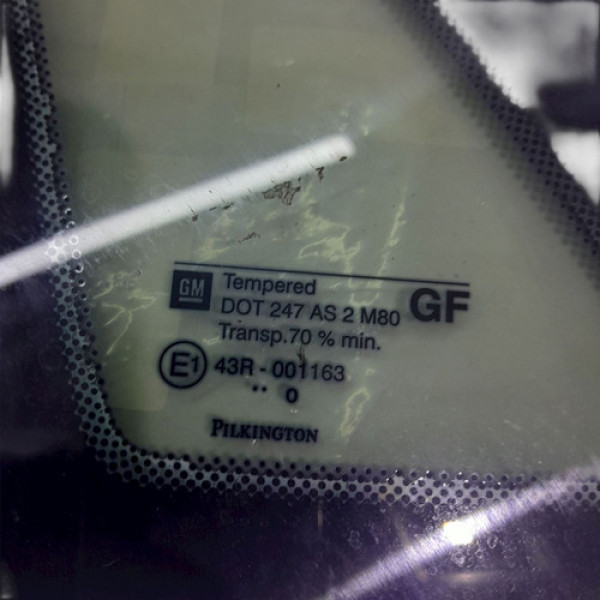 GM Tempered GF
DOT 247 AS 2 M80
Transp.70 % min.
E1 43R - 001163
.. 0
PILKINGTON